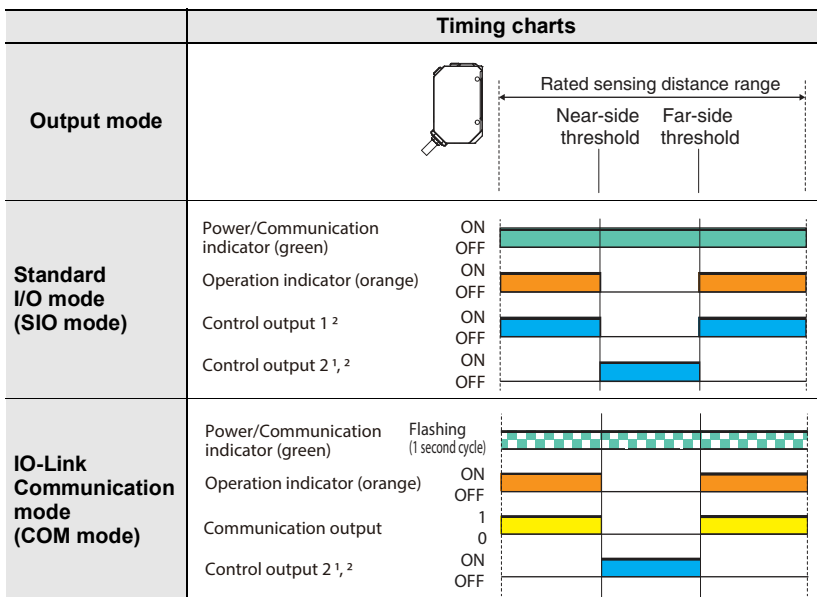 Timing charts
Output mode
Rated sensing distance range
Near-side threshold
Far-side threshold
Standard
I/O mode
(SIO mode)
Power/Communication
indicator (green)
ON
OFF
Operation indicator (orange)
ON
OFF
Control output 1 ²
ON
OFF
Control output 2 ¹, ²
ON
OFF
IO-Link
Communication
mode
(COM mode)
Power/Communication
indicator (green)
Flashing
(1 second cycle)
Operation indicator (orange)
ON
OFF
Communication output
1
0
Control output 2 ¹, ²
ON
OFF